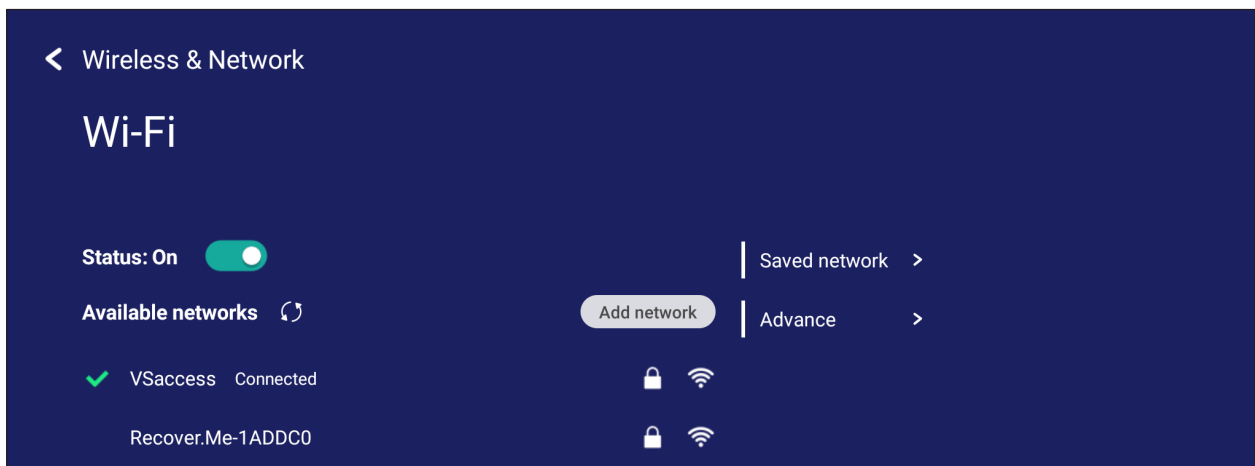 Wireless & Network
Wi-Fi
Status: On
Saved network
Available networks
Add network
Advance
VSaccess Connected
Recover.Me-1ADDC0